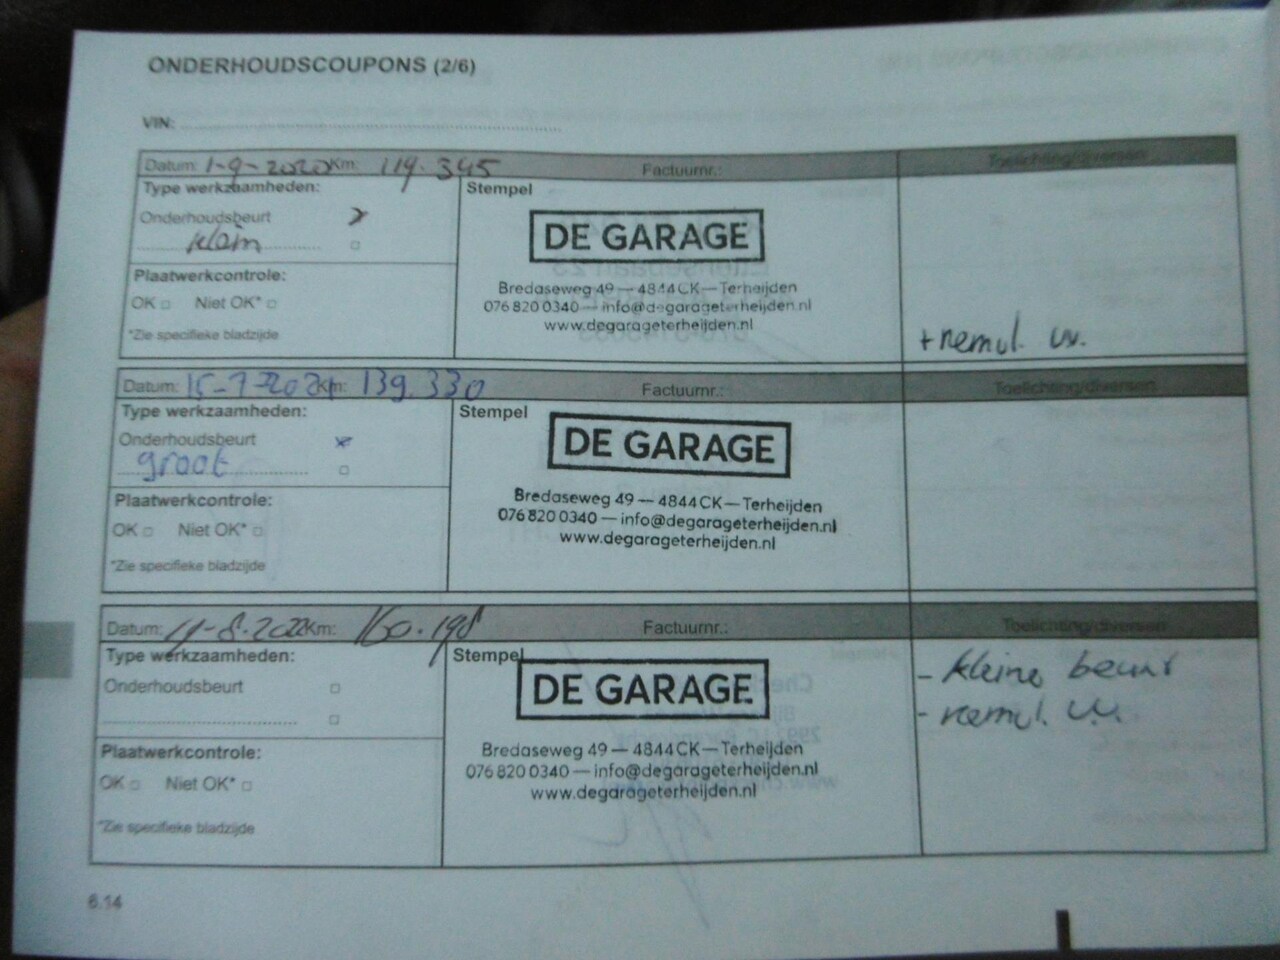 ONDERHOUDSCOUPONS (2/6)
VIN:
Datum: 1-9-2020 Km: 119.345 Factuurnr.: Toelichting/diversen
Type werkzaamheden: Stempel
Onderhoudsbeurt
klein
DE GARAGE
Plaatwerkcontrole:
OK Niet OK*
*Zie specifieke bladzijde
Bredaseweg 49 — 4844 CK — Terheijden
076 820 0340 — info@degarageterheijden.nl
www.degarageterheijden.nl
+ remvl. vv.
Datum: 15-7-2021 Km: 139.330 Factuurnr.: Toelichting/diversen
Type werkzaamheden: Stempel
Onderhoudsbeurt
groot
DE GARAGE
Plaatwerkcontrole:
OK Niet OK*
*Zie specifieke bladzijde
Bredaseweg 49 — 4844 CK — Terheijden
076 820 0340 — info@degarageterheijden.nl
www.degarageterheijden.nl
Datum: 11-8-2022 Km: 160.198 Factuurnr.: Toelichting/diversen
Type werkzaamheden: Stempel
Onderhoudsbeurt
DE GARAGE
- kleine beurt
- remvl. vv.
Plaatwerkcontrole:
OK Niet OK*
*Zie specifieke bladzijde
Bredaseweg 49 — 4844 CK — Terheijden
076 820 0340 — info@degarageterheijden.nl
www.degarageterheijden.nl
6.14